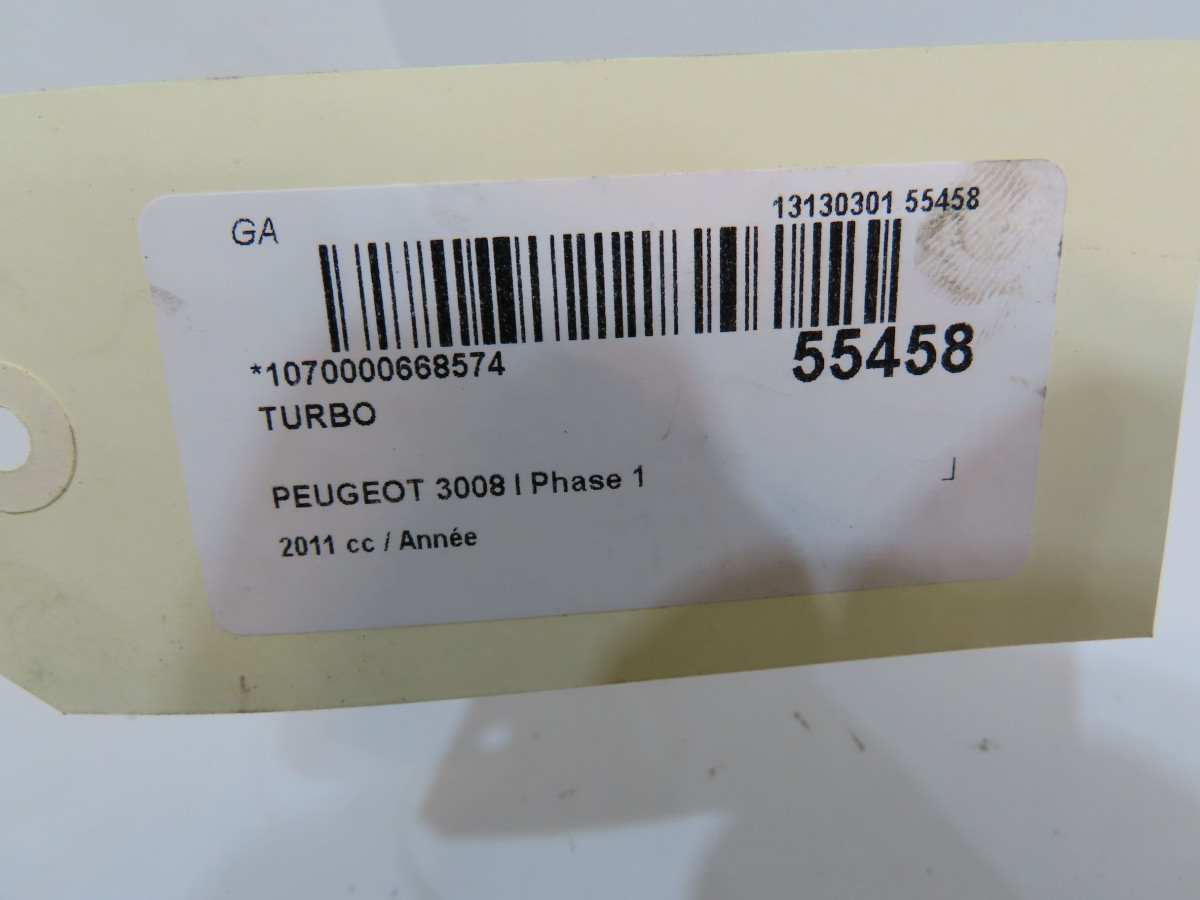 GA
13130301 55458
*1070000668574
55458
TURBO
PEUGEOT 3008 I Phase 1
2011 cc / Année